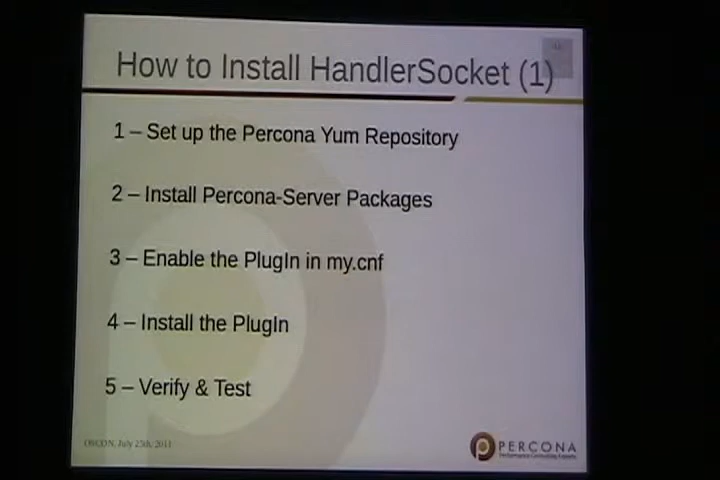 How to Install HandlerSocket (1)
1 – Set up the Percona Yum Repository
2 – Install Percona-Server Packages
3 – Enable the PlugIn in my.cnf
4 – Install the PlugIn
5 – Verify & Test
OSCON, July 25th, 2011
PERCONA